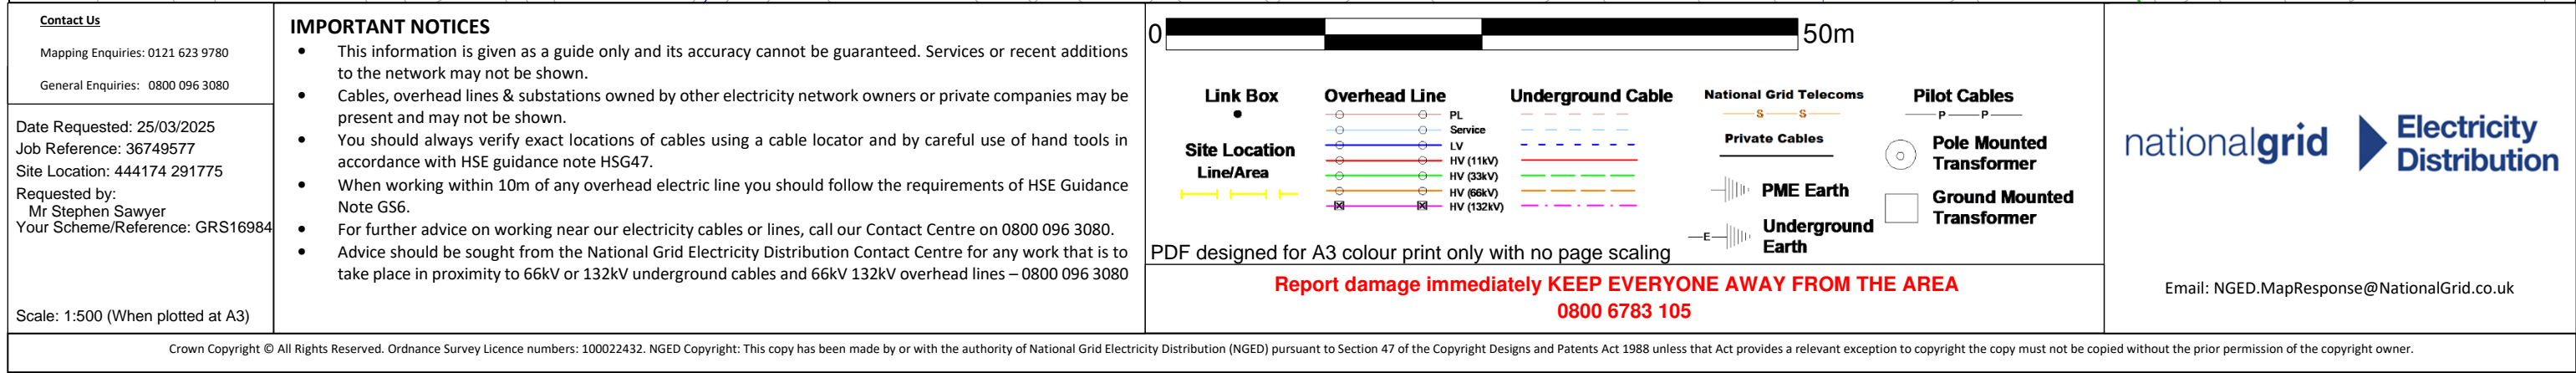 Contact Us
Mapping Enquiries: 0121 623 9780
General Enquiries: 0800 096 3080
Date Requested: 25/03/2025
Job Reference: 36749577
Site Location: 444174 291775
Requested by:
Mr Stephen Sawyer
Your Scheme/Reference: GRS16984
Scale: 1:500 (When plotted at A3)
IMPORTANT NOTICES
• This information is given as a guide only and its accuracy cannot be guaranteed. Services or recent additions
to the network may not be shown.
• Cables, overhead lines & substations owned by other electricity network owners or private companies may be
present and may not be shown.
• You should always verify exact locations of cables using a cable locator and by careful use of hand tools in
accordance with HSE guidance note HSG47.
• When working within 10m of any overhead electric line you should follow the requirements of HSE Guidance
Note GS6.
• For further advice on working near our electricity cables or lines, call our Contact Centre on 0800 096 3080.
• Advice should be sought from the National Grid Electricity Distribution Contact Centre for any work that is to
take place in proximity to 66kV or 132kV underground cables and 66kV 132kV overhead lines – 0800 096 3080
0 50m
Link Box
Site Location
Line/Area
Overhead Line
PL
Service
LV
HV (11kV)
HV (33kV)
HV (66kV)
HV (132kV)
Underground Cable
National Grid Telecoms
S S
Private Cables
PME Earth
E
Underground
Earth
Pilot Cables
P P
Pole Mounted
Transformer
Ground Mounted
Transformer
PDF designed for A3 colour print only with no page scaling
Report damage immediately KEEP EVERYONE AWAY FROM THE AREA
0800 6783 105
nationalgrid
Electricity
Distribution
Email: NGED.MapResponse@NationalGrid.co.uk
Crown Copyright © All Rights Reserved. Ordnance Survey Licence numbers: 100022432. NGED Copyright: This copy has been made by or with the authority of National Grid Electricity Distribution (NGED) pursuant to Section 47 of the Copyright Designs and Patents Act 1988 unless that Act provides a relevant exception to copyright the copy must not be copied without the prior permission of the copyright owner.